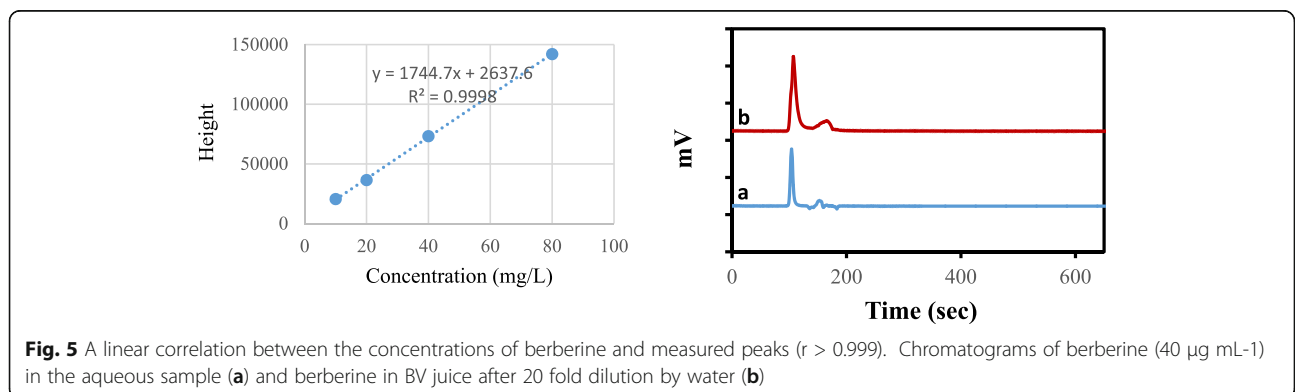 150000
100000
50000
0
Height
y = 1744.7x + 2637.6
R² = 0.9998
0 20 40 60 80 100
Concentration (mg/L)
mV
b
a
0 200 400 600
Time (sec)
Fig. 5 A linear correlation between the concentrations of berberine and measured peaks (r > 0.999). Chromatograms of berberine (40 μg mL-1)
in the aqueous sample (a) and berberine in BV juice after 20 fold dilution by water (b)